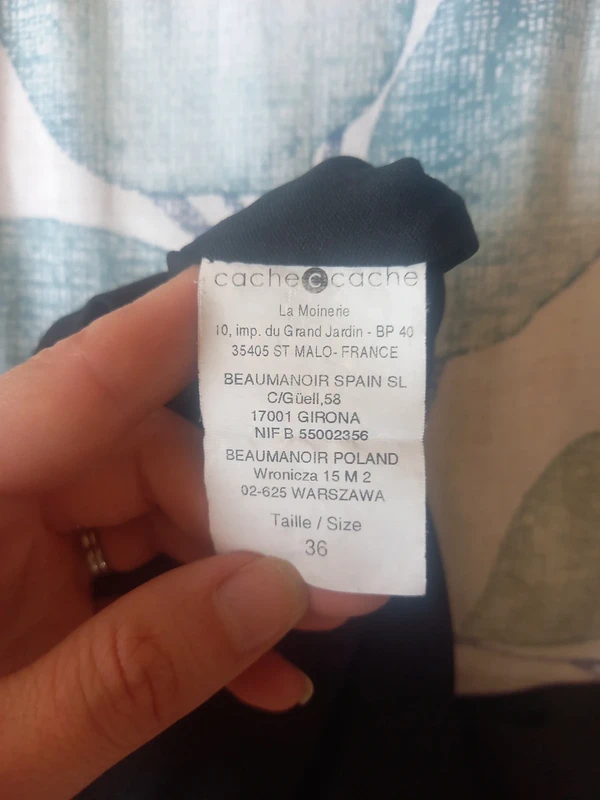 cache c cache
La Moinerie
10, imp. du Grand Jardin - BP 40
35405 ST MALO- FRANCE
BEAUMANOIR SPAIN SL
C/Güell,58
17001 GIRONA
NIF B 55002356
BEAUMANOIR POLAND
Wronicza 15 M 2
02-625 WARSZAWA
Taille / Size
36